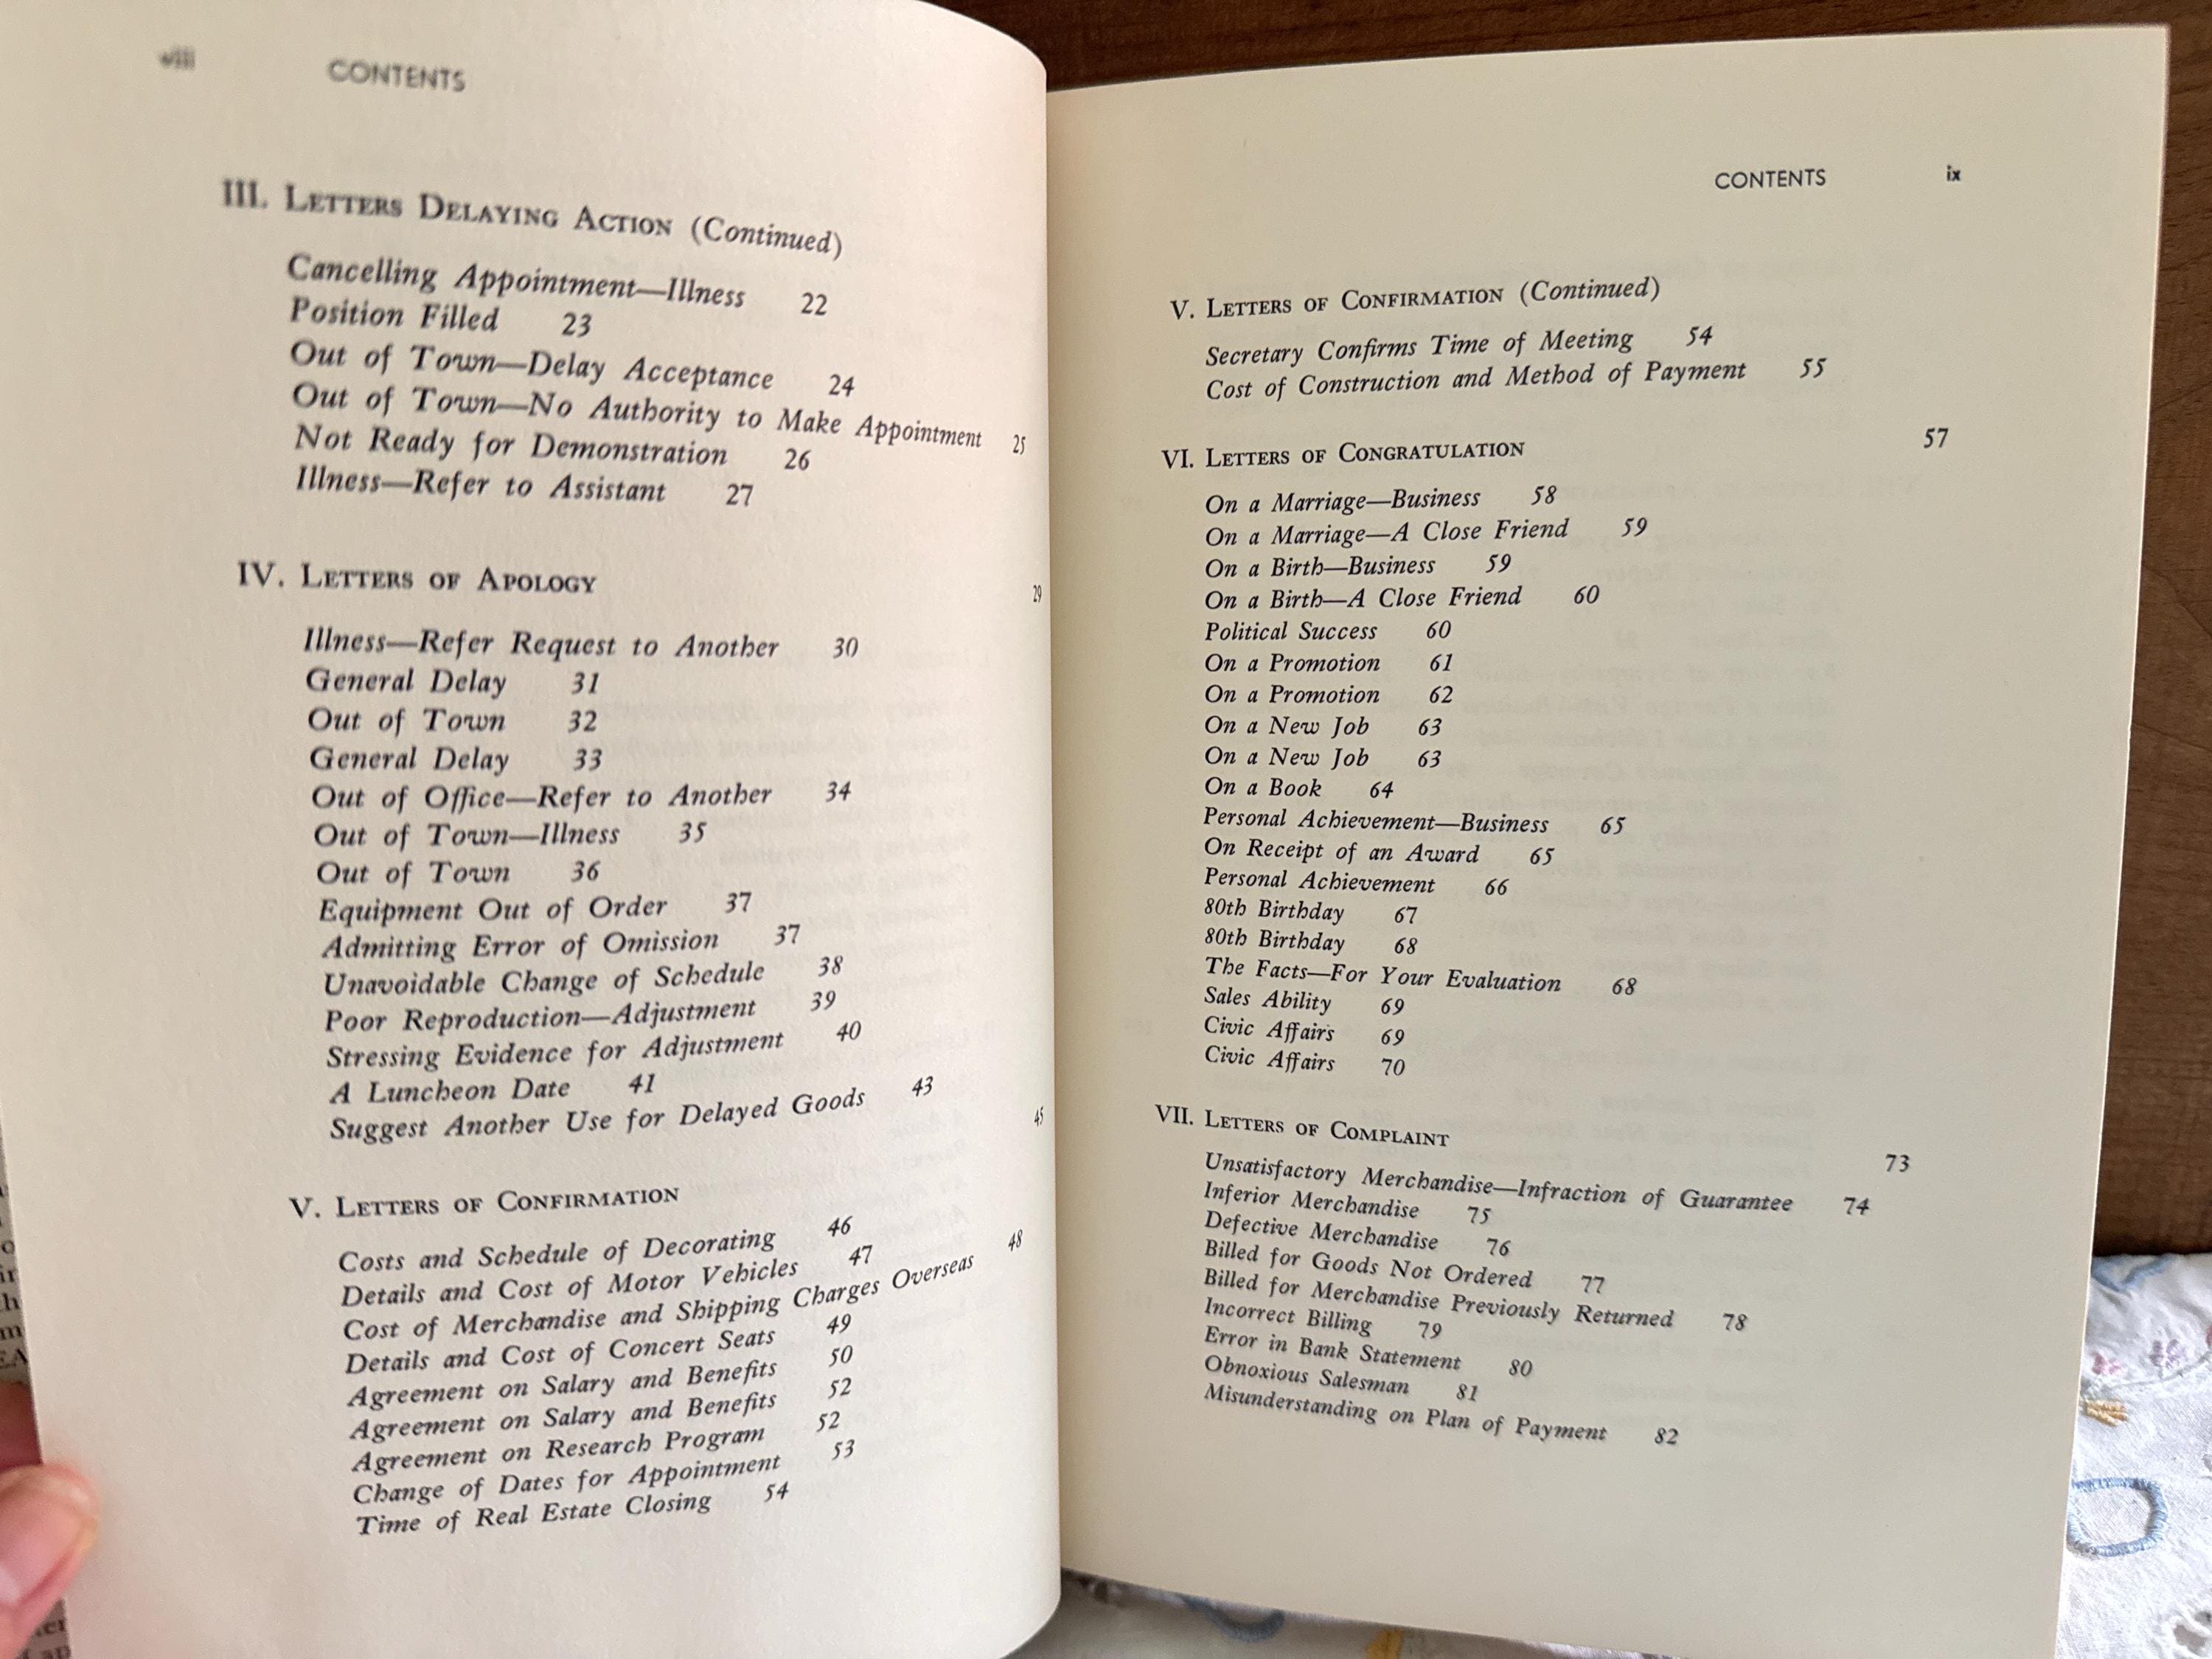 viii
CONTENTS
III. LETTERS DELAYING ACTION (Continued)
Cancelling Appointment—Illness 22
Position Filled 23
Out of Town—Delay Acceptance 24
Out of Town—No Authority to Make Appointment 25
Not Ready for Demonstration 26
Illness—Refer to Assistant 27
IV. LETTERS OF APOLOGY 29
Illness—Refer Request to Another 30
General Delay 31
Out of Town 32
General Delay 33
Out of Office—Refer to Another 34
Out of Town—Illness 35
Out of Town 36
Equipment Out of Order 37
Admitting Error of Omission 37
Unavoidable Change of Schedule 38
Poor Reproduction—Adjustment 39
Stressing Evidence for Adjustment 40
A Luncheon Date 41
Suggest Another Use for Delayed Goods 43
V. LETTERS OF CONFIRMATION 45
Costs and Schedule of Decorating 46
Details and Cost of Motor Vehicles 47
Cost of Merchandise and Shipping Charges Overseas 48
Details and Cost of Concert Seats 49
Agreement on Salary and Benefits 50
Agreement on Salary and Benefits 52
Agreement on Research Program 52
Change of Dates for Appointment 53
Time of Real Estate Closing 54
CONTENTS ix
V. LETTERS OF CONFIRMATION (Continued)
Secretary Confirms Time of Meeting 54
Cost of Construction and Method of Payment 55
VI. LETTERS OF CONGRATULATION 57
On a Marriage—Business 58
On a Marriage—A Close Friend 59
On a Birth—Business 59
On a Birth—A Close Friend 60
Political Success 60
On a Promotion 61
On a Promotion 62
On a New Job 63
On a New Job 63
On a Book 64
Personal Achievement—Business 65
On Receipt of an Award 65
Personal Achievement 66
80th Birthday 67
80th Birthday 68
The Facts—For Your Evaluation 68
Sales Ability 69
Civic Affairs 69
Civic Affairs 70
VII. LETTERS OF COMPLAINT 73
Unsatisfactory Merchandise—Infraction of Guarantee 74
Inferior Merchandise 75
Defective Merchandise 76
Billed for Goods Not Ordered 77
Billed for Merchandise Previously Returned 78
Incorrect Billing 79
Error in Bank Statement 80
Obnoxious Salesman 81
Misunderstanding on Plan of Payment 82